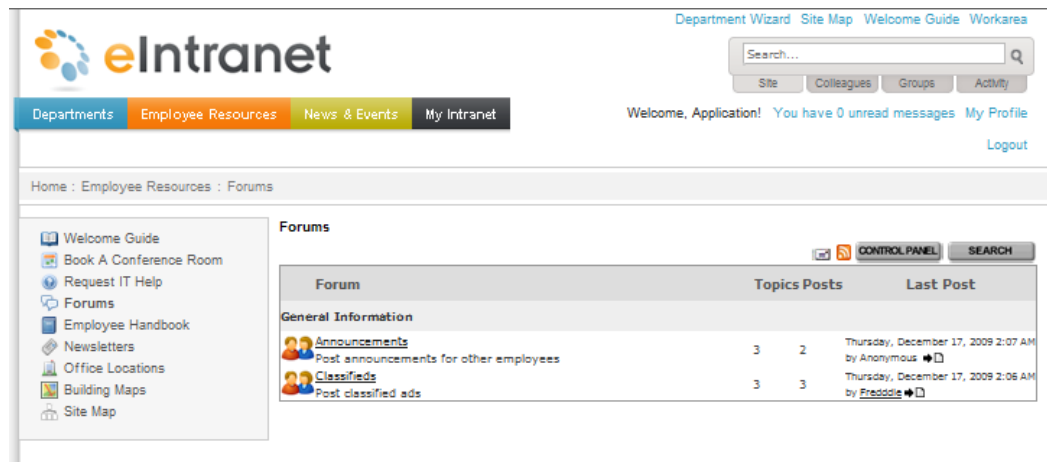 Department Wizard Site Map Welcome Guide Workarea
eIntranet
Search...
Site Colleagues Groups Activity
Departments Employee Resources News & Events My Intranet
Welcome, Application! You have 0 unread messages My Profile
Logout
Home : Employee Resources : Forums
Welcome Guide
Book A Conference Room
Request IT Help
Forums
Employee Handbook
Newsletters
Office Locations
Building Maps
Site Map
Forums
CONTROL PANEL SEARCH
Forum Topics Posts Last Post
General Information
Announcements
Post announcements for other employees
3 2
Thursday, December 17, 2009 2:07 AM
by Anonymous
Classifieds
Post classified ads
3 3
Thursday, December 17, 2009 2:06 AM
by Fredddie